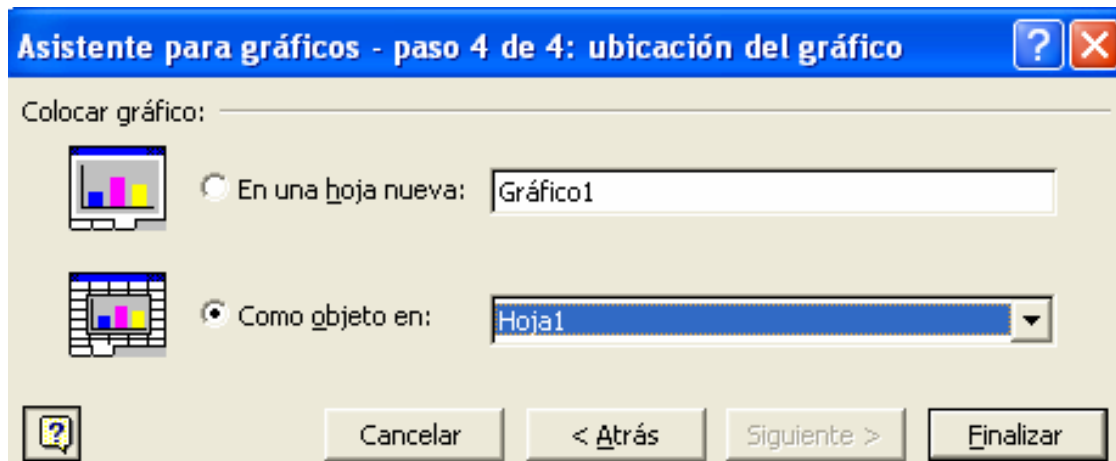 Asistente para gráficos - paso 4 de 4: ubicación del gráfico
Colocar gráfico:
En una hoja nueva: Gráfico1
Como objeto en: Hoja1
Cancelar < Atrás Siguiente > Finalizar